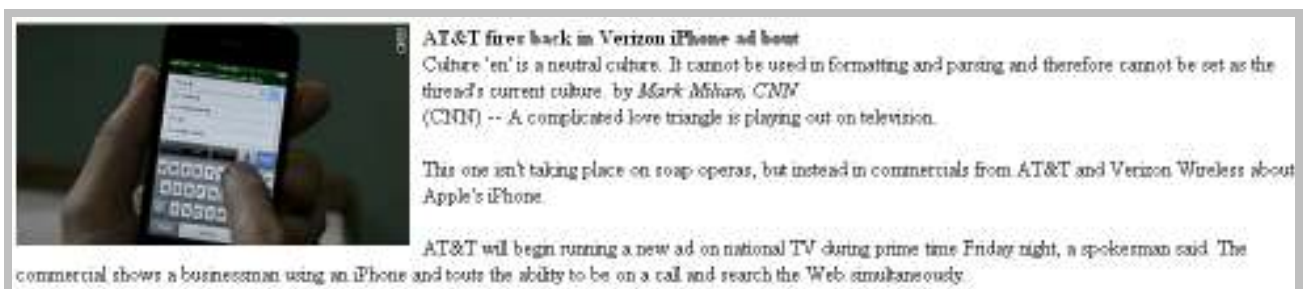 AT&T fires back in Verizon iPhone ad bout
Culture 'en' is a neutral culture. It cannot be used in formatting and parsing and therefore cannot be set as the
thread's current culture. by Mark Milian, CNN
(CNN) -- A complicated love triangle is playing out on television.
This one isn't taking place on soap operas, but instead in commercials from AT&T and Verizon Wireless about
Apple's iPhone.
AT&T will begin running a new ad on national TV during prime time Friday night, a spokesman said. The
commercial shows a businessman using an iPhone and touts the ability to be on a call and search the Web simultaneously.